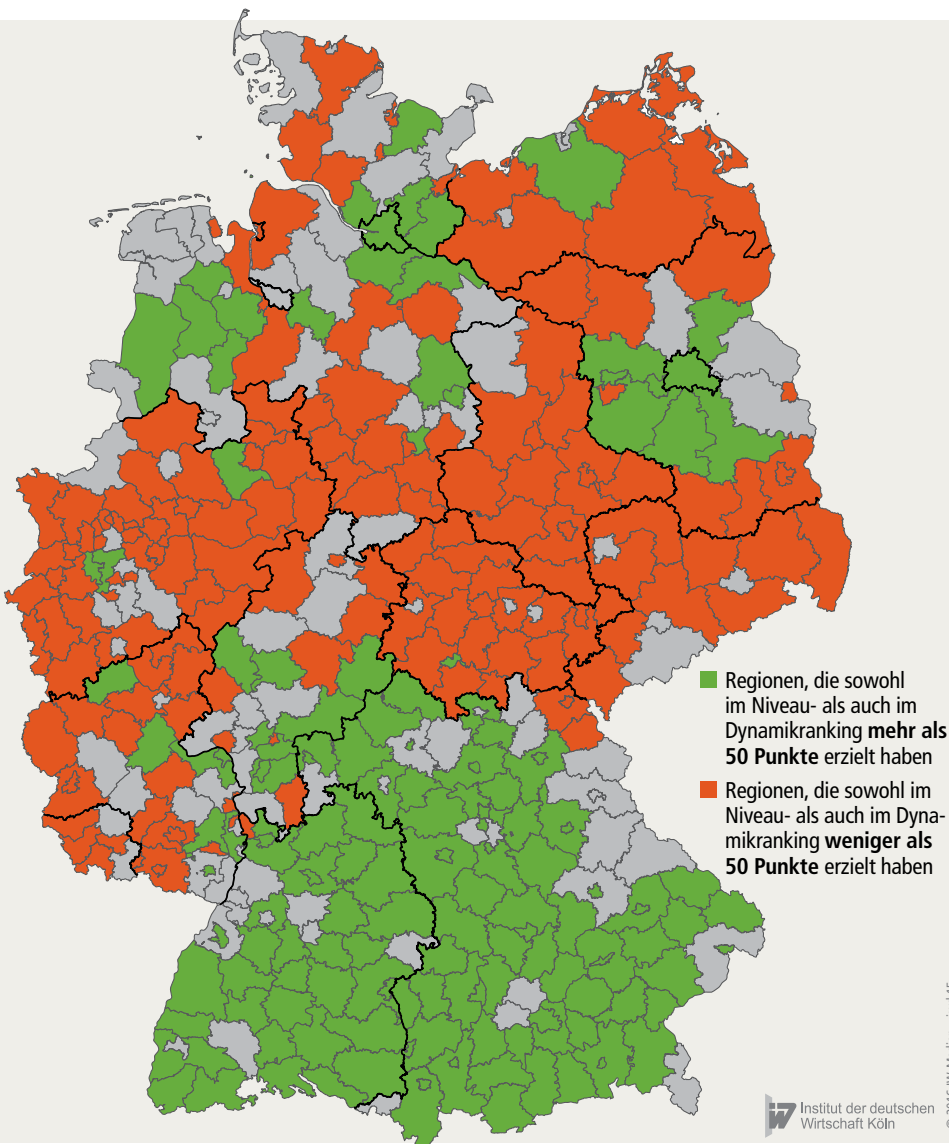 Regionen, die sowohl
im Niveau- als auch im
Dynamikranking mehr als
50 Punkte erzielt haben
Regionen, die sowohl im
Niveau- als auch im Dyna-
mikranking weniger als
50 Punkte erzielt haben
Institut der deutschen
Wirtschaft Köln